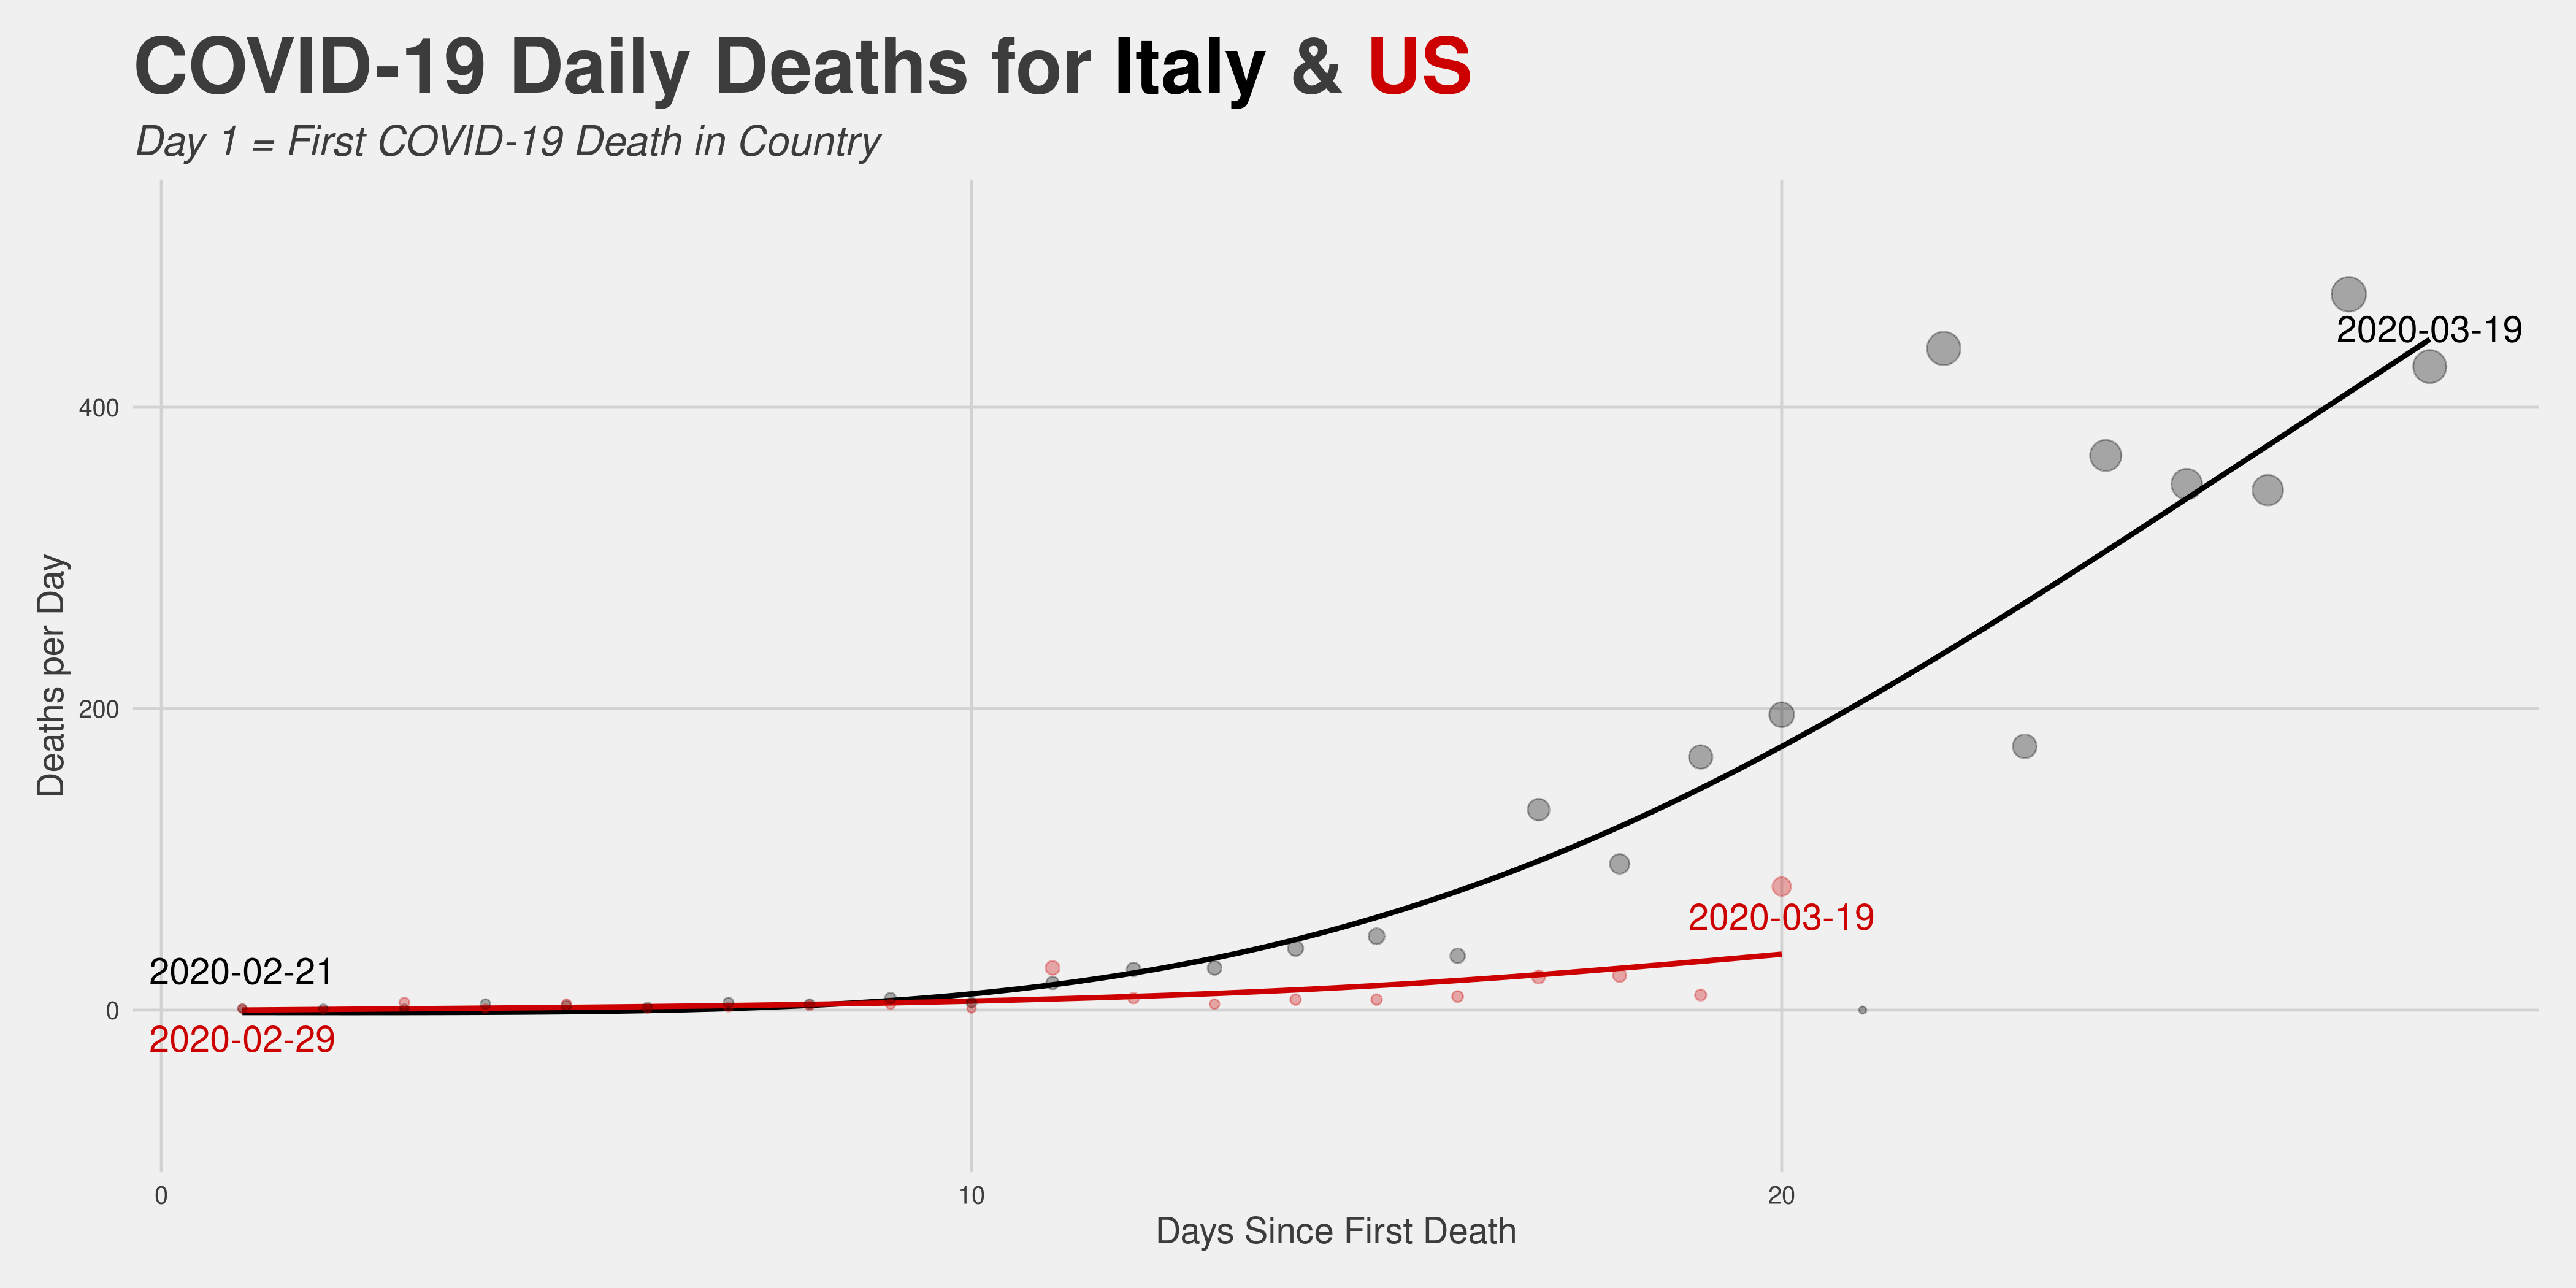 COVID-19 Daily Deaths for Italy & US
Day 1 = First COVID-19 Death in Country
Deaths per Day
400
200
0
2020-03-19
2020-03-19
2020-02-21
2020-02-29
0
10
20
Days Since First Death